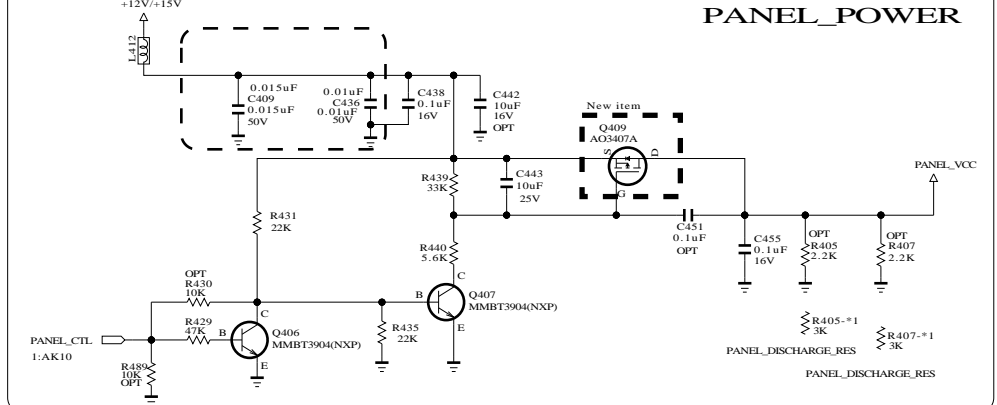 +12V/+15V
PANEL_POWER
L412
0.015uF
C409
0.015uF
50V
0.01uF
C436
0.01uF
50V
C438
0.1uF
16V
C442
10uF
16V
OPT
New item
Q409
AO3407A
S
D
G
PANEL_VCC
R439
33K
C443
10uF
25V
R431
22K
C451
0.1uF
OPT
C455
0.1uF
16V
OPT
R405
2.2K
OPT
R407
2.2K
R440
5.6K
OPT
R430
10K
C
B
Q407
MMBT3904(NXP)
E
R429
47K
C
B
Q406
MMBT3904(NXP)
E
R435
22K
PANEL_CTL
1:AK10
R489
10K
OPT
R405-*1
3K
PANEL_DISCHARGE_RES
R407-*1
3K
PANEL_DISCHARGE_RES